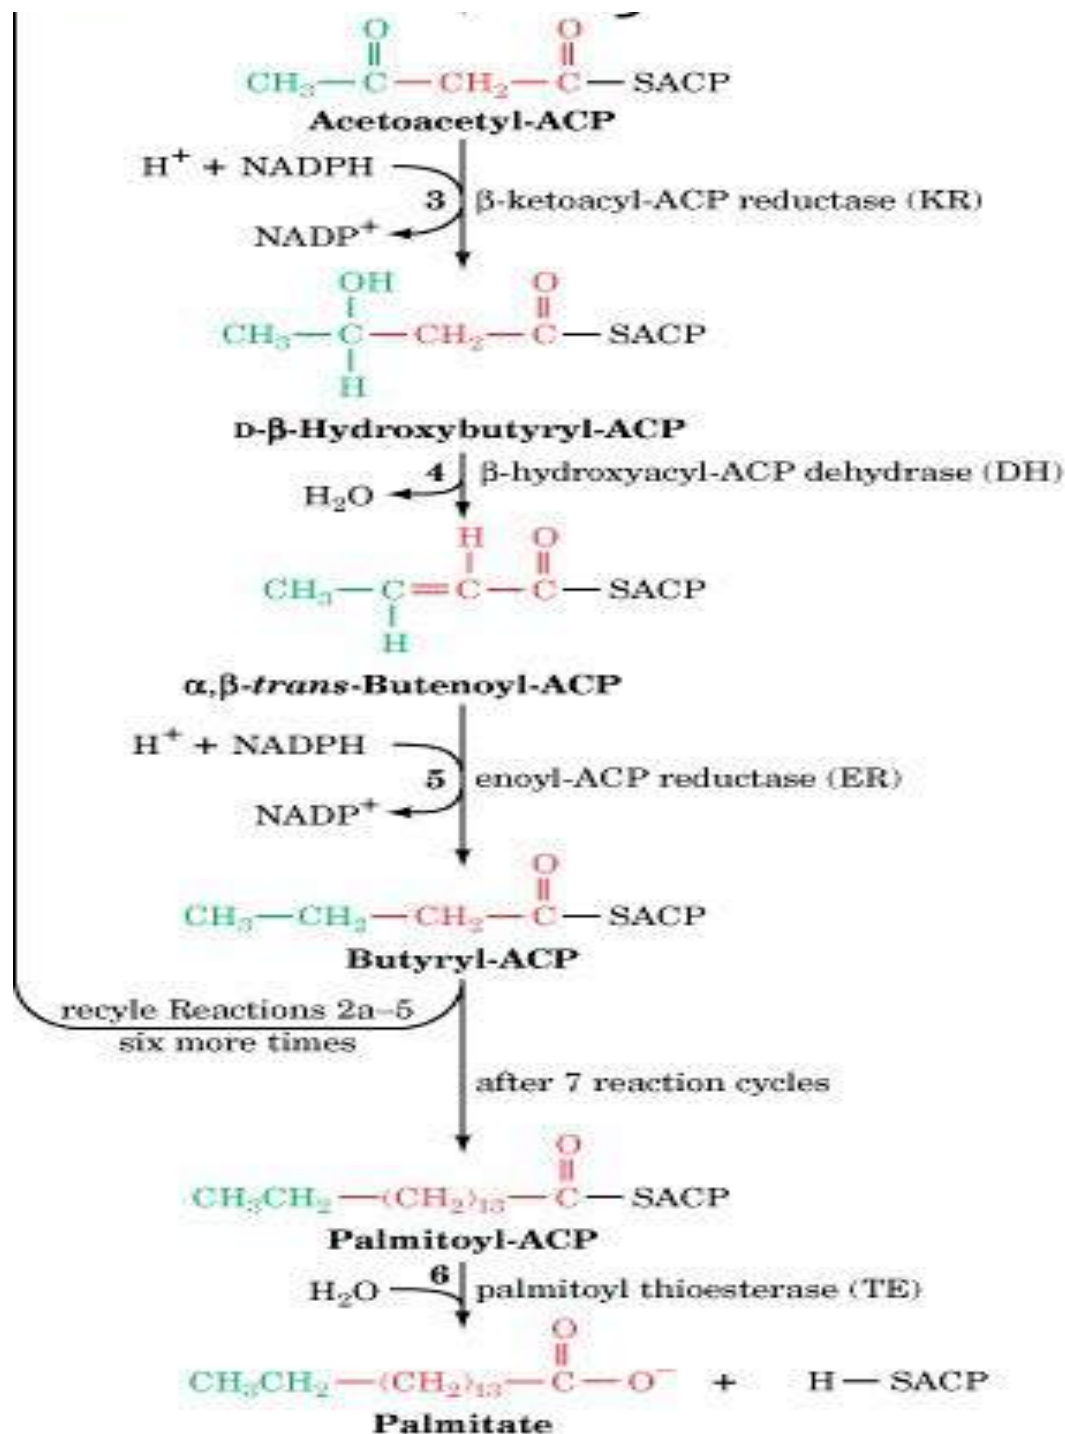 O O
CH₃—C—CH₂—C—SACP
Acetoacetyl-ACP
H⁺ + NADPH
3 β-ketoacyl-ACP reductase (KR)
NADP⁺
OH O
CH₃—C—CH₂—C—SACP
H
D-β-Hydroxybutyryl-ACP
4 β-hydroxyacyl-ACP dehydrase (DH)
H₂O
H O
CH₃—C=C—C—SACP
H
α,β-trans-Butenoyl-ACP
H⁺ + NADPH
5 enoyl-ACP reductase (ER)
NADP⁺
O
CH₃—CH₂—CH₂—C—SACP
Butyryl-ACP
recyle Reactions 2a–5
six more times
after 7 reaction cycles
O
CH₃CH₂—(CH₂)₁₃—C—SACP
Palmitoyl-ACP
6
H₂O palmitoyl thioesterase (TE)
O
CH₃CH₂—(CH₂)₁₃—C—O⁻ + H—SACP
Palmitate